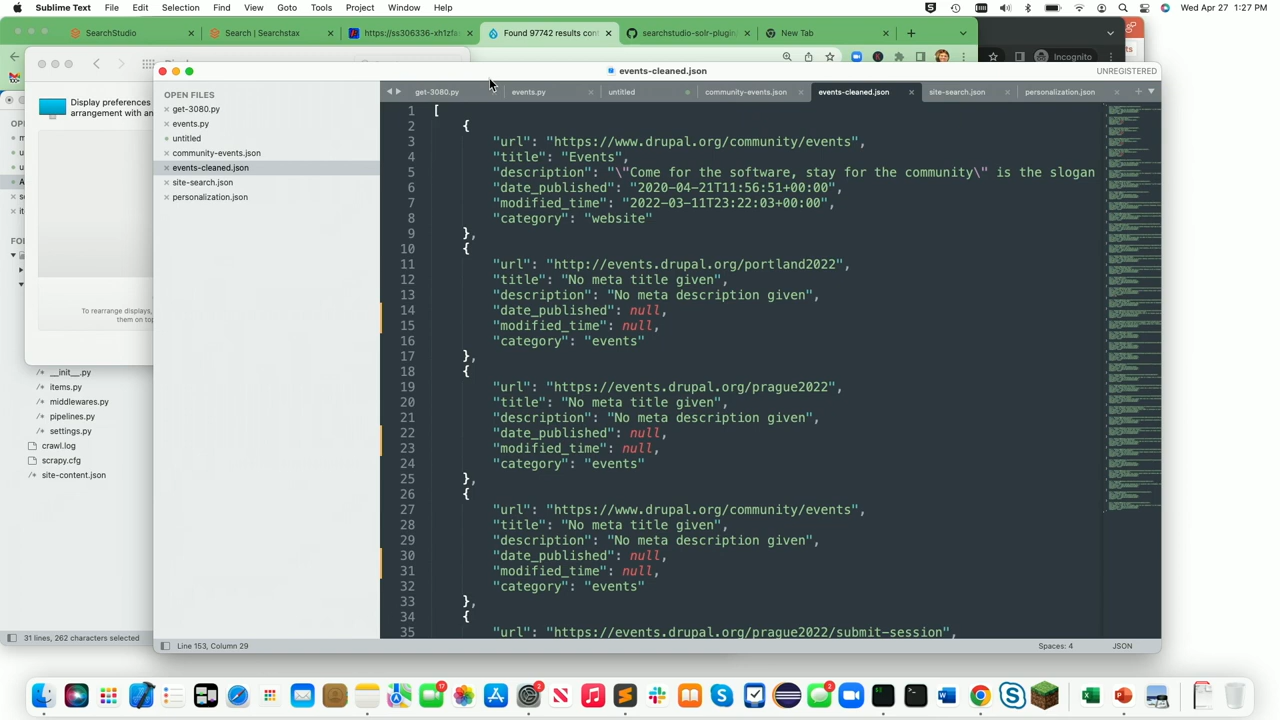 Sublime Text File Edit Selection Find View Goto Tools Project Window Help Wed Apr 27 1:27 PM
SearchStudio Search | Searchstax https://ss306336-xh1zfa Found 97742 results con searchstudio-solr-plugin/ New Tab
Incognito
events-cleaned.json UNREGISTERED
OPEN FILES
get-3080.py
events.py
untitled
community-events.json
events-cleaned.json
site-search.json
personalization.json
get-3080.py events.py untitled community-events.json events-cleaned.json site-search.json personalization.json
Display preferences
arrangement with an
To rearrange displays,
them on top
__init__.py
items.py
middlewares.py
pipelines.py
settings.py
crawl.log
scrapy.cfg
site-content.json
31 lines, 262 characters selected
1 [
2 {
3 "url": "https://www.drupal.org/community/events",
4 "title": "Events",
5 "description": "\"Come for the software, stay for the community\" is the slogan
6 "date_published": "2020-04-21T11:56:51+00:00",
7 "modified_time": "2022-03-11T23:22:03+00:00",
8 "category": "website"
9 },
10 {
11 "url": "http://events.drupal.org/portland2022",
12 "title": "No meta title given",
13 "description": "No meta description given",
14 "date_published": null,
15 "modified_time": null,
16 "category": "events"
17 },
18 {
19 "url": "https://events.drupal.org/prague2022",
20 "title": "No meta title given",
21 "description": "No meta description given",
22 "date_published": null,
23 "modified_time": null,
24 "category": "events"
25 },
26 {
27 "url": "https://www.drupal.org/community/events",
28 "title": "No meta title given",
29 "description": "No meta description given",
30 "date_published": null,
31 "modified_time": null,
32 "category": "events"
33 },
34 {
35 "url": "https://events.drupal.org/prague2022/submit-session",
Line 153, Column 29 Spaces: 4 JSON